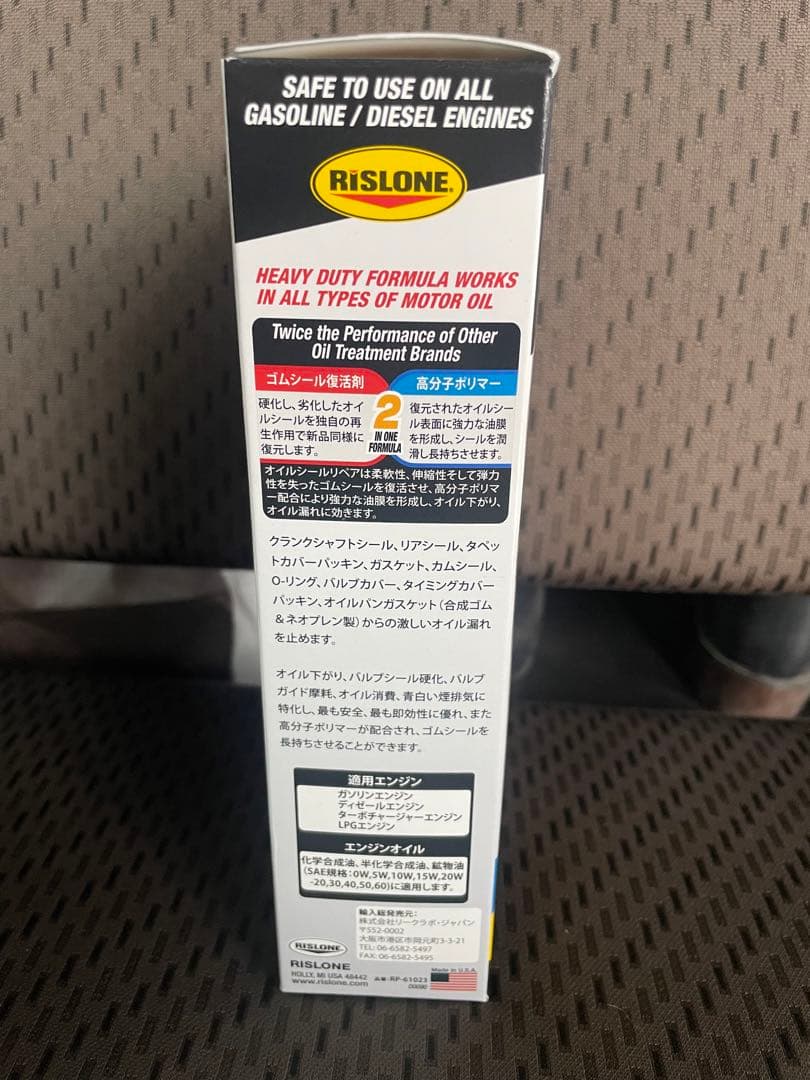 SAFE TO USE ON ALL
GASOLINE / DIESEL ENGINES
RISLONE®
HEAVY DUTY FORMULA WORKS
IN ALL TYPES OF MOTOR OIL
Twice the Performance of Other
Oil Treatment Brands
ゴムシール復活剤
硬化し、劣化したオイ
ルシールを独自の再
生作用で新品同様に
復元します。
2
IN ONE
FORMULA
高分子ポリマー
復元されたオイルシー
ル表面に強力な油膜
を形成し、シールを潤
滑し長持ちさせます。
オイルシールリペアは柔軟性、伸縮性そして弾力
性を失ったゴムシールを復活させ、高分子ポリマ
ー配合により強力な油膜を形成し、オイル下がり、
オイル漏れに効きます。
クランクシャフトシール、リアシール、タペッ
トカバーパッキン、ガスケット、カムシール、
O-リング、バルブカバー、タイミングカバー
パッキン、オイルパンガスケット(合成ゴム
&ネオプレン製)からの激しいオイル漏れ
を止めます。
オイル下がり、バルブシール硬化、バルブ
ガイド摩耗、オイル消費、青白い煙排気に
特化し、最も安全、最も即効性に優れ、また
高分子ポリマーが配合され、ゴムシールを
長持ちさせることができます。
適用エンジン
ガソリンエンジン
ディゼールエンジン
ターボチャージャーエンジン
LPGエンジン
エンジンオイル
化学合成油、半化学合成油、鉱物油
(SAE規格:0W,5W,10W,15W,20W
-20,30,40,50,60)に適用します。
輸入総発売元:
株式会社リークラボ・ジャパン
〒552-0002
大阪市港区市岡元町3-3-21
TEL: 06-6582-5497
FAX: 06-6582-5495
RISLONE
RISLONE
HOLLY, MI USA 48442
www.rislone.com
品番:RP-61023
Made in U.S.A.